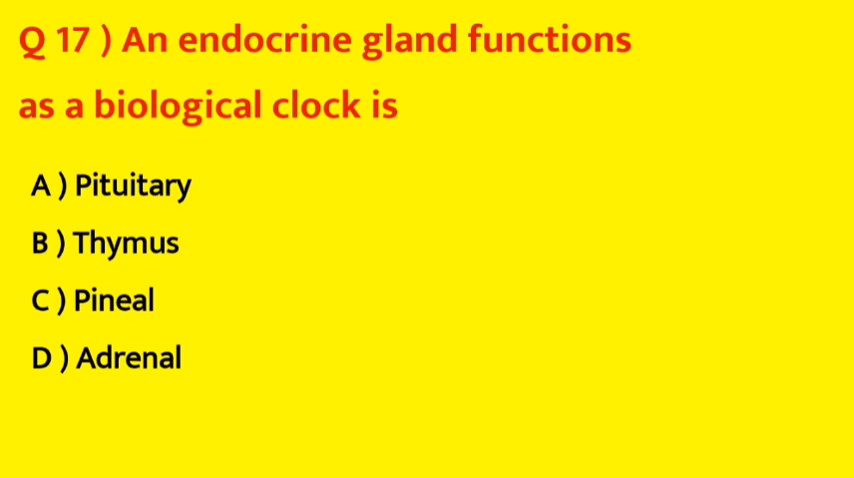 Q 17 ) An endocrine gland functions
as a biological clock is
A ) Pituitary
B ) Thymus
C ) Pineal
D ) Adrenal